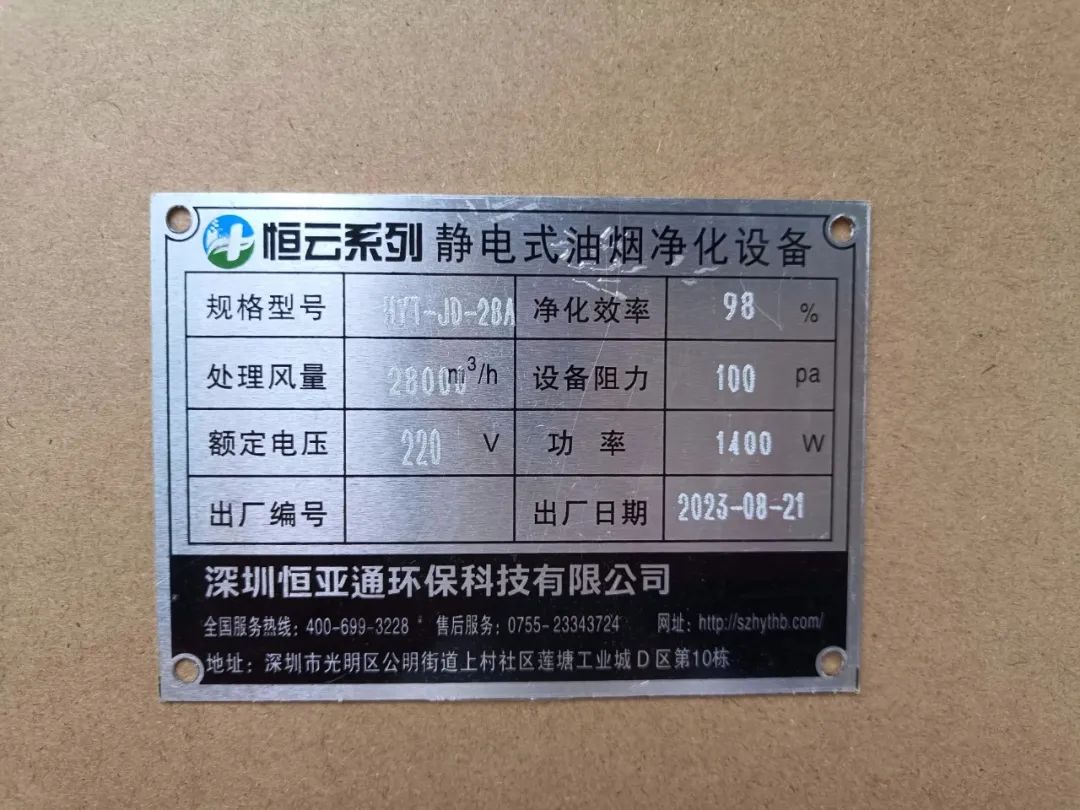 恒云系列 静电式油烟净化设备
规格型号 HYT-JD-28A 净化效率 98 %
处理风量 28000 m³/h 设备阻力 100 pa
额定电压 220 V 功率 1400 W
出厂编号 出厂日期 2023-08-21
深圳恒亚通环保科技有限公司
全国服务热线：400-699-3228 售后服务：0755-23343724 网址：http://szhythb.com/
地址：深圳市光明区公明街道上村社区莲塘工业城D区第10栋